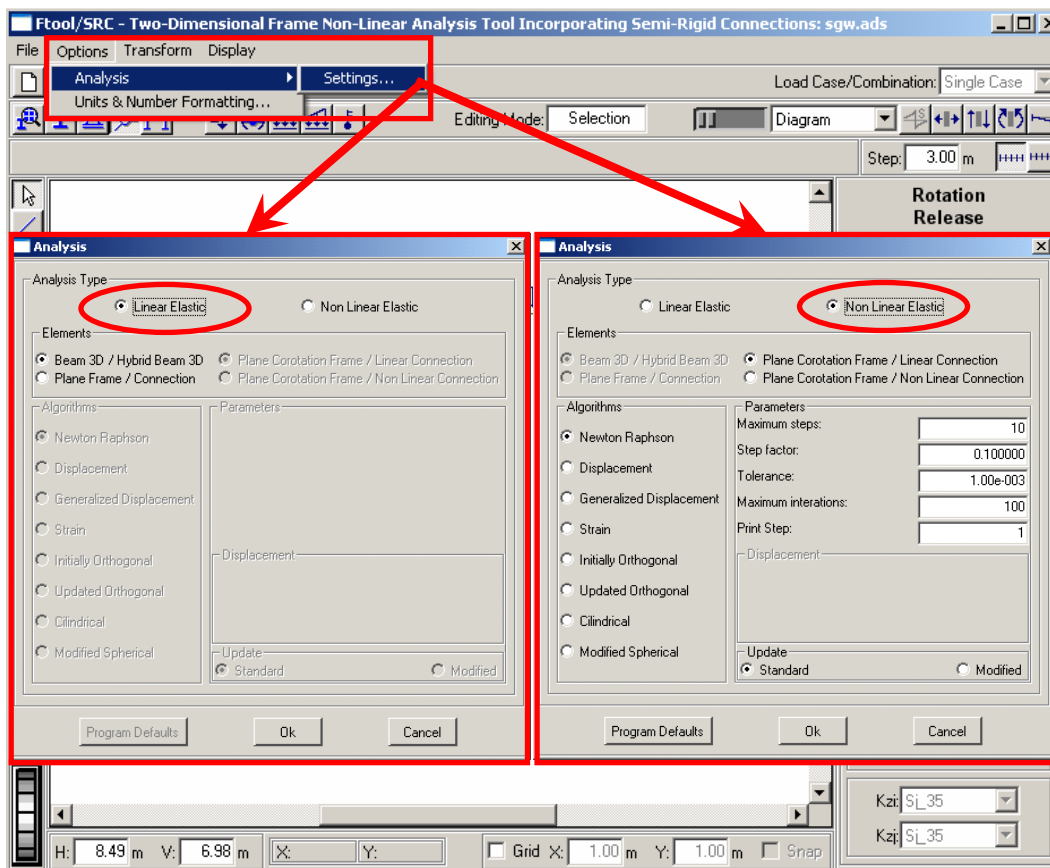 Ftool/SRC - Two-Dimensional Frame Non-Linear Analysis Tool Incorporating Semi-Rigid Connections: sgw.ads
File Options Transform Display
Analysis Settings...
Load Case/Combination: Single Case
Units & Number Formatting...
Editing Mode: Selection Diagram
Step: 3.00 m
Rotation
Release
Analysis
Analysis Type
Linear Elastic Non Linear Elastic
Elements
Beam 3D / Hybrid Beam 3D Plane Corotation Frame / Linear Connection
Plane Frame / Connection Plane Corotation Frame / Non Linear Connection
Algorithms Parameters
Newton Raphson
Displacement
Generalized Displacement
Strain
Displacement
Initially Orthogonal
Updated Orthogonal
Cilindrical
Modified Spherical
Update
Standard Modified
Program Defaults Ok Cancel
Analysis
Analysis Type
Linear Elastic Non Linear Elastic
Elements
Beam 3D / Hybrid Beam 3D Plane Corotation Frame / Linear Connection
Plane Frame / Connection Plane Corotation Frame / Non Linear Connection
Algorithms Parameters
Maximum steps: 10
Newton Raphson
Step factor: 0.100000
Displacement
Tolerance: 1.00e-003
Generalized Displacement
Maximum interations: 100
Strain
Print Step: 1
Displacement
Initially Orthogonal
Updated Orthogonal
Cilindrical
Modified Spherical
Update
Standard Modified
Program Defaults Ok Cancel
Kzi: Sj_35
Kzj: Sj_35
H: 8.49 m V: 6.98 m X: Y: Grid X: 1.00 m Y: 1.00 m Snap